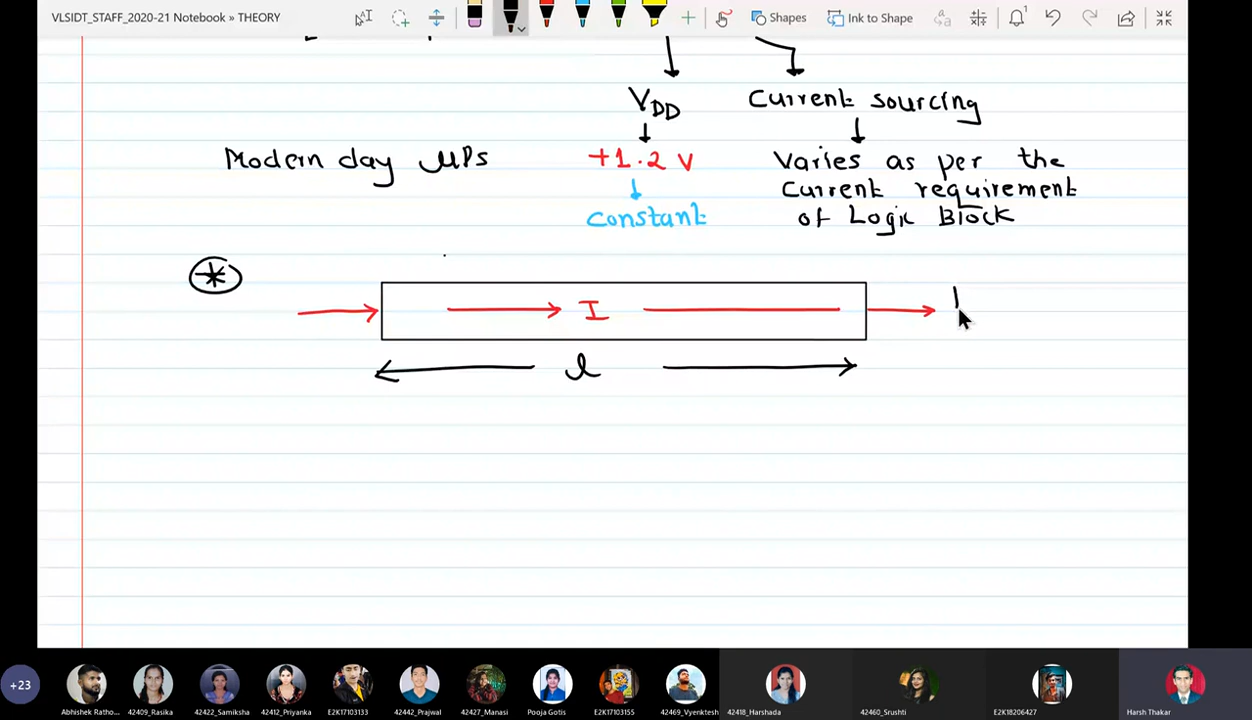 VLSIDT_STAFF_2020-21 Notebook » THEORY
Shapes
Ink to Shape
VDD
Current sourcing
Modern day μPs
+1.2 V
Varies as per the
Current requirement
of Logic Block
constant
*
I
l
+23
Abhishek Ratho...
42409_Rasika
42422_Samiksha
42412_Priyanka
E2K17103133
42442_Prajwal
42427_Manasi
Pooja Gotis
E2K17103155
42469_Vyenktesh
42418_Harshada
42460_Srushti
E2K18206427
Harsh Thakar